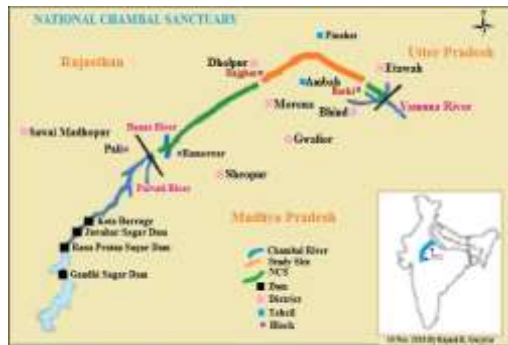 NATIONAL CHAMBAL SANCTUARY
Pinahat
Uttar Pradesh
Rajasthan
Dholpur
Rajghat
Etawah
Ambah
Barhi
Morena
Bhind
Yamuna River
Sawai Madhopur
Banas River
Gwalior
Pali
Rameswar
Sheopur
Parvati River
Madhya Pradesh
Kota Barrage
Jawahar Sagar Dam
Rana Pratap Sagar Dam
Gandhi Sagar Dam
Chambal River
Study Site
NCS
Dam
District
Tehsil
Block